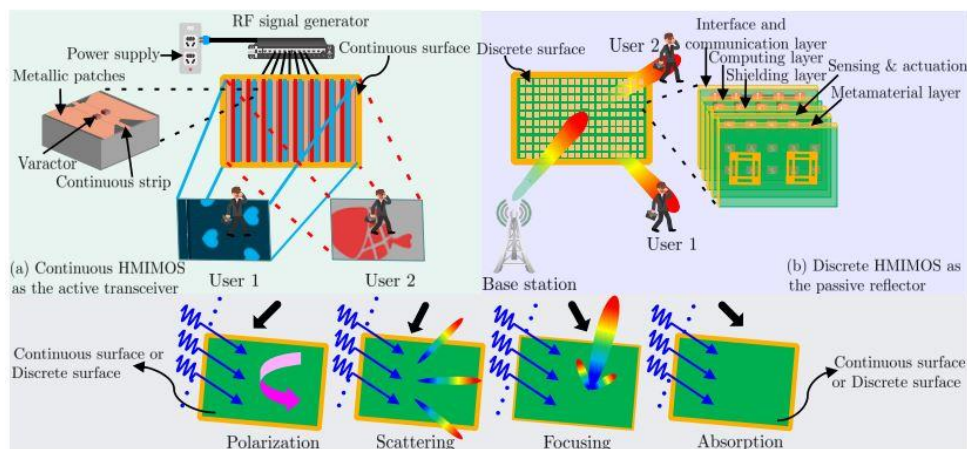 RF signal generator
Power supply
Continuous surface
Metallic patches
Varactor
Continuous strip
User 1
User 2
(a) Continuous HMIMOS
as the active transceiver
Interface and
communication layer
Computing layer
Shielding layer
Sensing & actuation
Metamaterial layer
Discrete surface
User 2
User 1
Base station
(b) Discrete HMIMOS as
the passive reflector
Continuous surface or
Discrete surface
Polarization
Scattering
Focusing
Absorption
Continuous surface
or Discrete surface